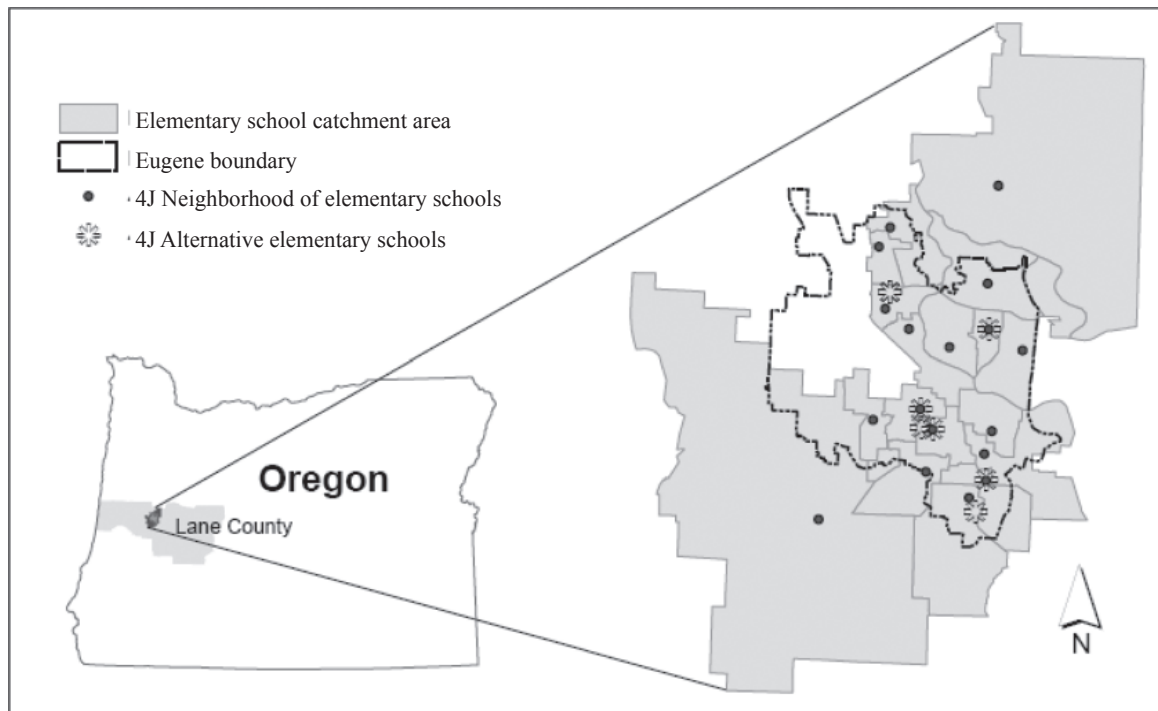 Elementary school catchment area
Eugene boundary
4J Neighborhood of elementary schools
4J Alternative elementary schools
Oregon
Lane County
N